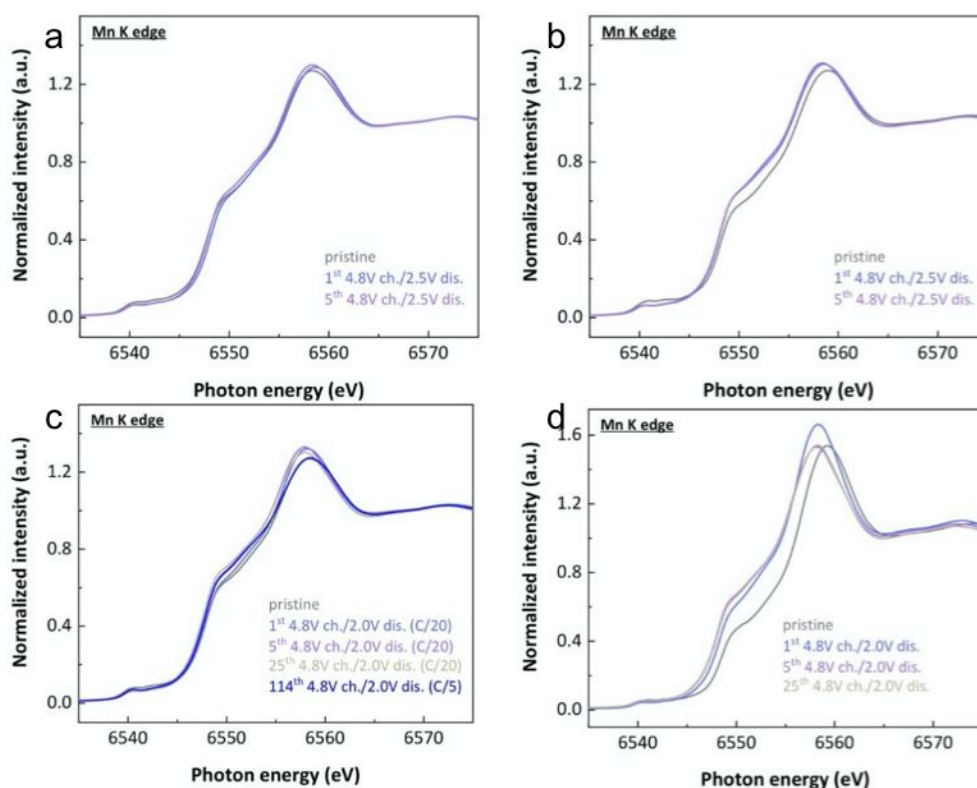 a
Mn K edge
Normalized intensity (a.u.)
1.2
0.8
0.4
0.0
pristine
1st 4.8V ch./2.5V dis.
5th 4.8V ch./2.5V dis.
6540
6550
6560
6570
Photon energy (eV)
b
Mn K edge
Normalized intensity (a.u.)
1.2
0.8
0.4
0.0
pristine
1st 4.8V ch./2.5V dis.
5th 4.8V ch./2.5V dis.
6540
6550
6560
6570
Photon energy (eV)
c
Mn K edge
Normalized intensity (a.u.)
1.2
0.8
0.4
0.0
pristine
1st 4.8V ch./2.0V dis. (C/20)
5th 4.8V ch./2.0V dis. (C/20)
25th 4.8V ch./2.0V dis. (C/20)
114th 4.8V ch./2.0V dis. (C/5)
6540
6550
6560
6570
Photon energy (eV)
d
Mn K edge
Normalized intensity (a.u.)
1.6
1.2
0.8
0.4
0.0
pristine
1st 4.8V ch./2.0V dis.
5th 4.8V ch./2.0V dis.
25th 4.8V ch./2.0V dis.
6540
6550
6560
6570
Photon energy (eV)